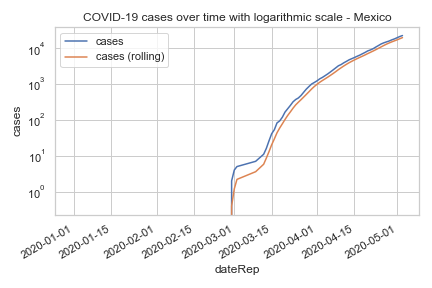 COVID-19 cases over time with logarithmic scale - Mexico
cases
cases (rolling)
10⁴
10³
10²
10¹
10⁰
cases
2020-01-01
2020-01-15
2020-02-01
2020-02-15
2020-03-01
2020-03-15
2020-04-01
2020-04-15
2020-05-01
dateRep